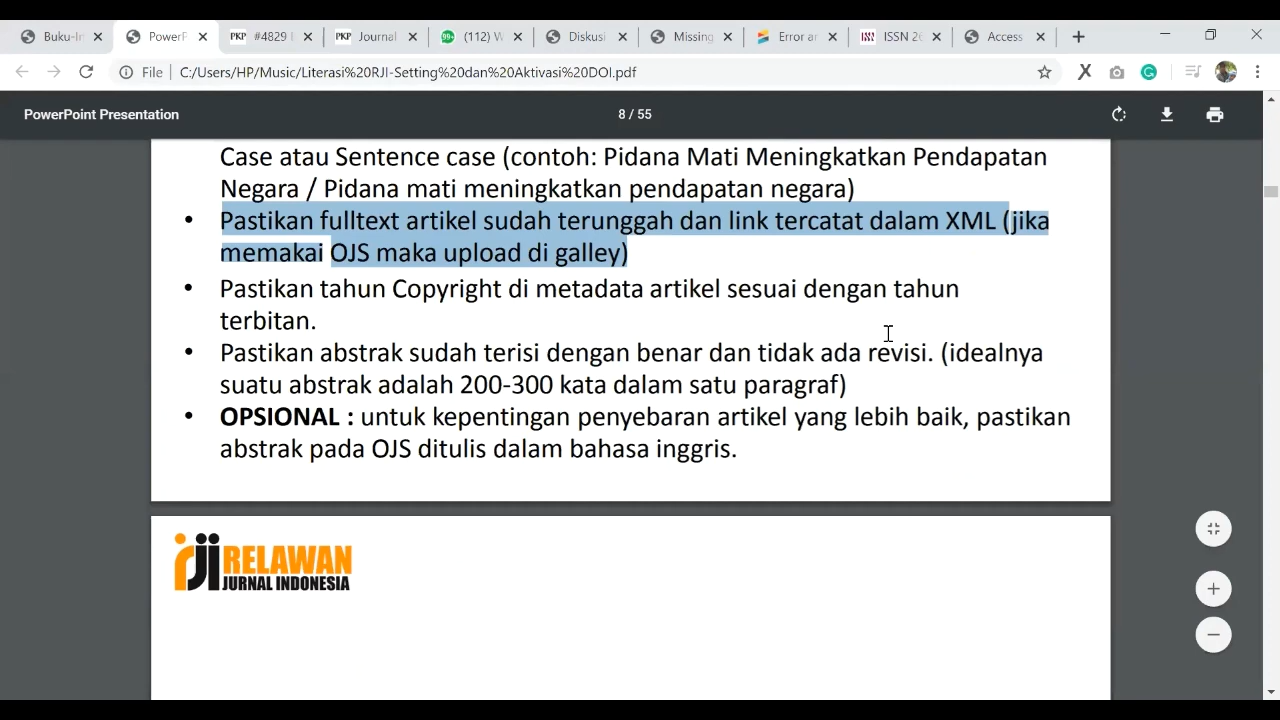 Buku-In
PowerP
#4829
Journal
(112) W
Diskusi
Missing
Error ar
ISSN 26
Access
File C:/Users/HP/Music/Literasi%20RJI-Setting%20dan%20Aktivasi%20DOI.pdf
PowerPoint Presentation 8 / 55
Case atau Sentence case (contoh: Pidana Mati Meningkatkan Pendapatan
Negara / Pidana mati meningkatkan pendapatan negara)
• Pastikan fulltext artikel sudah terunggah dan link tercatat dalam XML (jika
memakai OJS maka upload di galley)
• Pastikan tahun Copyright di metadata artikel sesuai dengan tahun
terbitan.
• Pastikan abstrak sudah terisi dengan benar dan tidak ada revisi. (idealnya
suatu abstrak adalah 200-300 kata dalam satu paragraf)
• OPSIONAL : untuk kepentingan penyebaran artikel yang lebih baik, pastikan
abstrak pada OJS ditulis dalam bahasa inggris.
rji RELAWAN
JURNAL INDONESIA